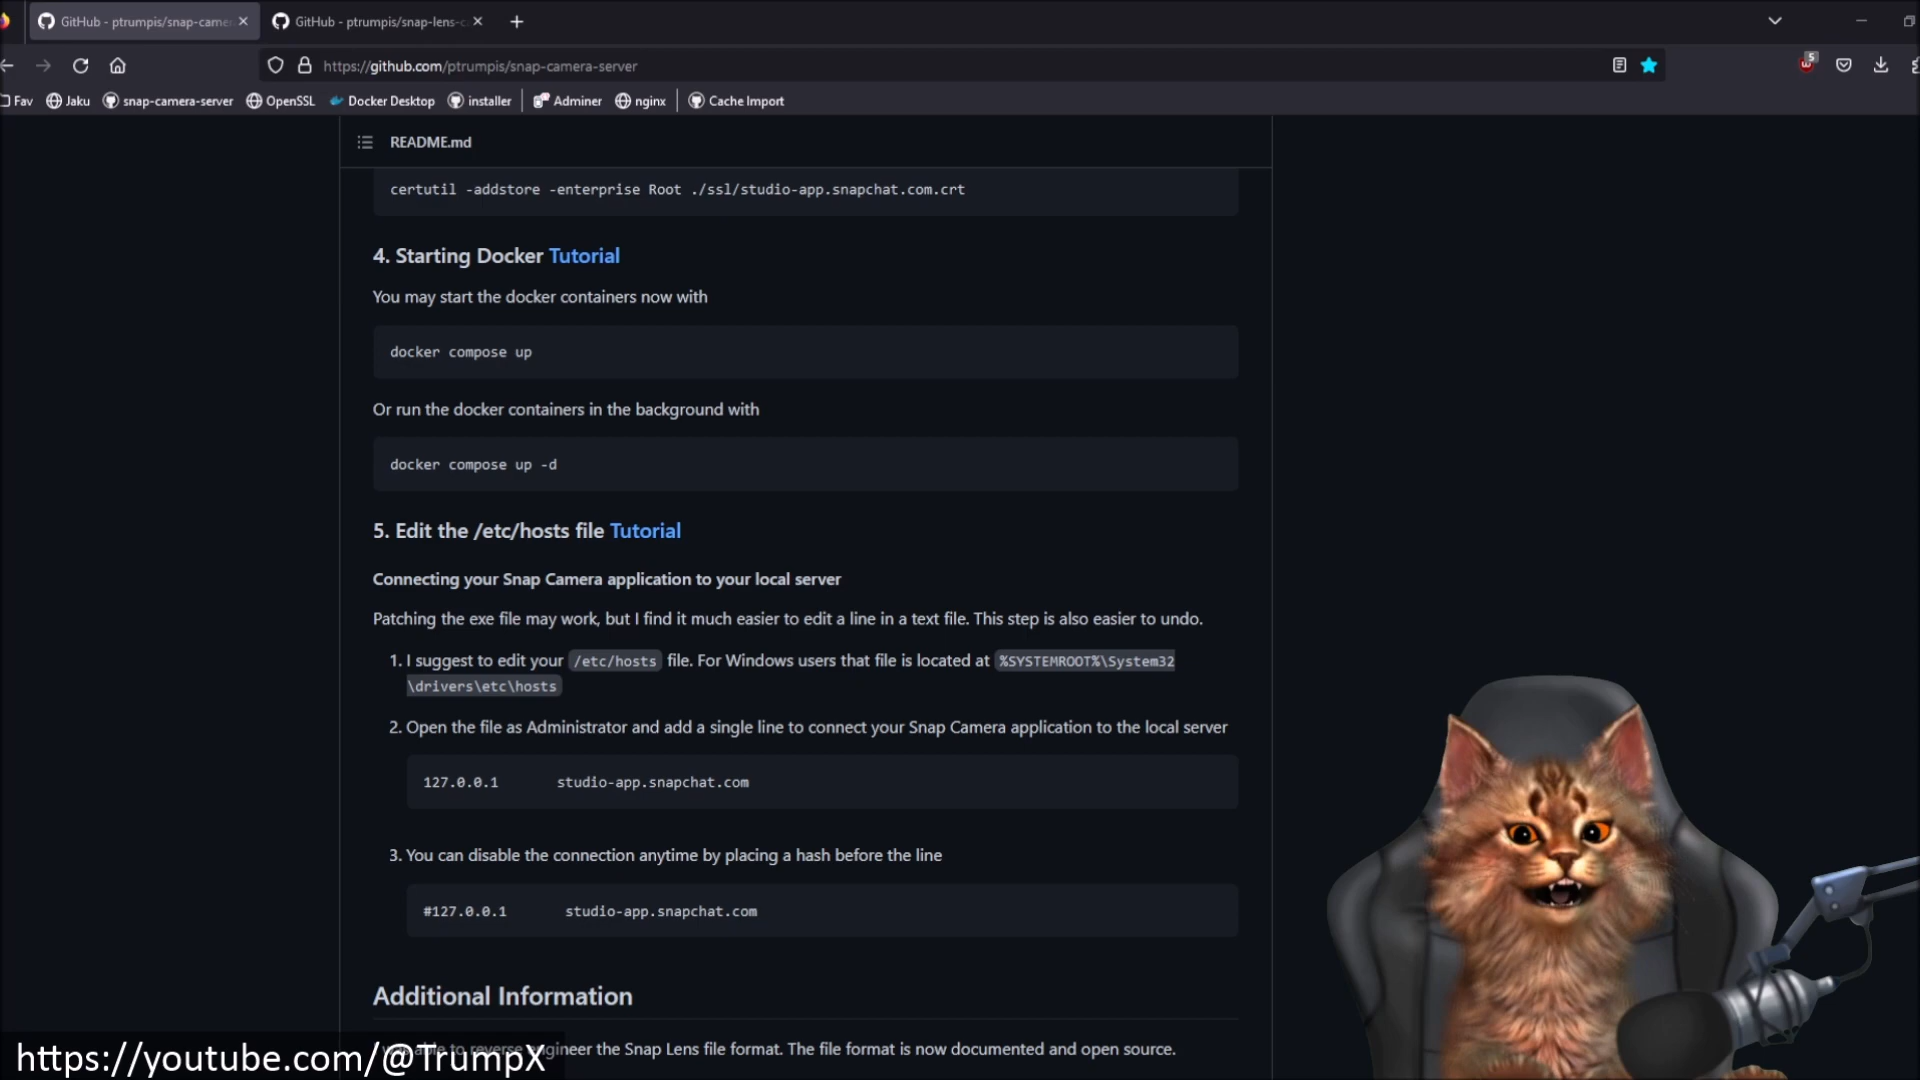 GitHub - ptrumpis/snap-came
GitHub - ptrumpis/snap-lens-c
https://github.com/ptrumpis/snap-camera-server
5
Fav Jaku snap-camera-server OpenSSL Docker Desktop installer Adminer nginx Cache Import
README.md
certutil -addstore -enterprise Root ./ssl/studio-app.snapchat.com.crt
4. Starting Docker Tutorial
You may start the docker containers now with
docker compose up
Or run the docker containers in the background with
docker compose up -d
5. Edit the /etc/hosts file Tutorial
Connecting your Snap Camera application to your local server
Patching the exe file may work, but I find it much easier to edit a line in a text file. This step is also easier to undo.
1. I suggest to edit your /etc/hosts file. For Windows users that file is located at %SYSTEMROOT%\System32
\drivers\etc\hosts
2. Open the file as Administrator and add a single line to connect your Snap Camera application to the local server
127.0.0.1 studio-app.snapchat.com
3. You can disable the connection anytime by placing a hash before the line
#127.0.0.1 studio-app.snapchat.com
Additional Information
able to reverse engineer the Snap Lens file format. The file format is now documented and open source.
https://youtube.com/@TrumpX